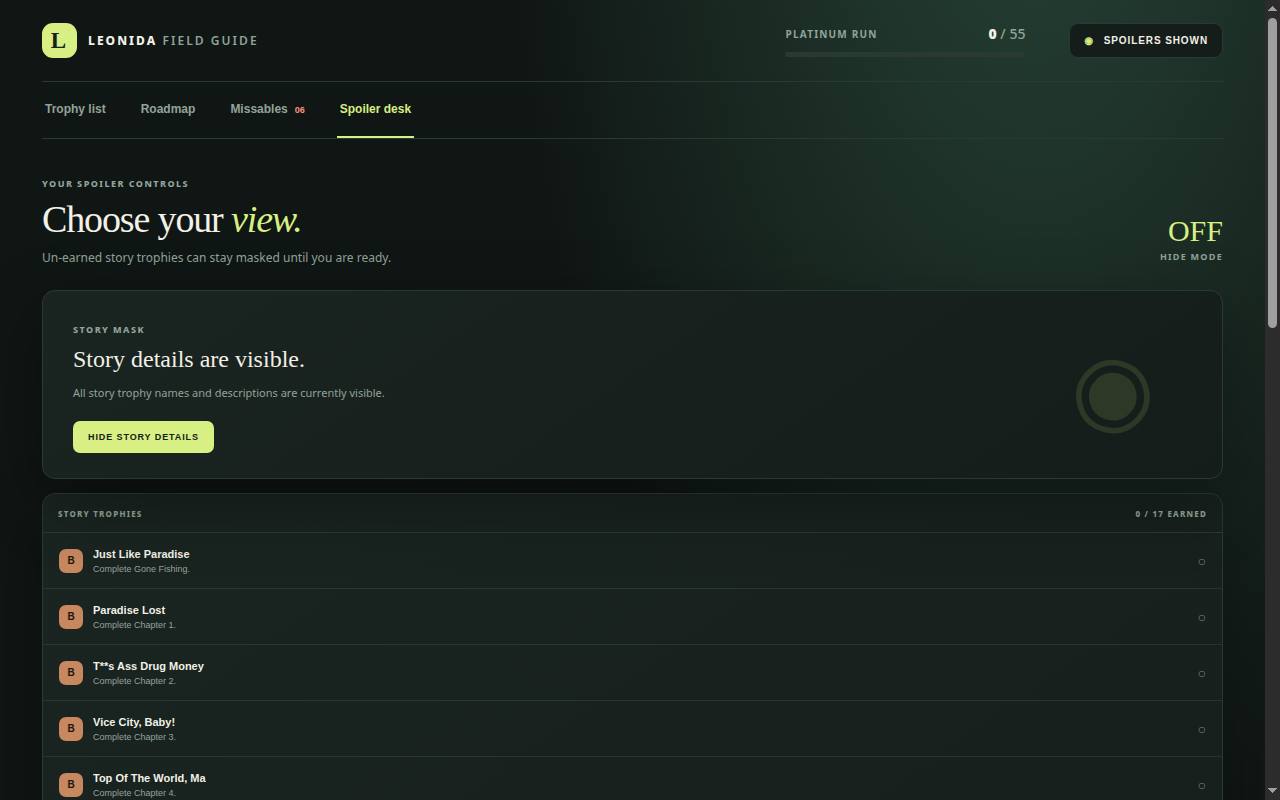 L LEONIDA FIELD GUIDE
PLATINUM RUN 0 / 55
◉ SPOILERS SHOWN
Trophy list Roadmap Missables 06 Spoiler desk
YOUR SPOILER CONTROLS
Choose your view.
Un-earned story trophies can stay masked until you are ready.
OFF
HIDE MODE
STORY MASK
Story details are visible.
All story trophy names and descriptions are currently visible.
HIDE STORY DETAILS
STORY TROPHIES 0 / 17 EARNED
B Just Like Paradise
Complete Gone Fishing.
B Paradise Lost
Complete Chapter 1.
B T**s Ass Drug Money
Complete Chapter 2.
B Vice City, Baby!
Complete Chapter 3.
B Top Of The World, Ma
Complete Chapter 4.